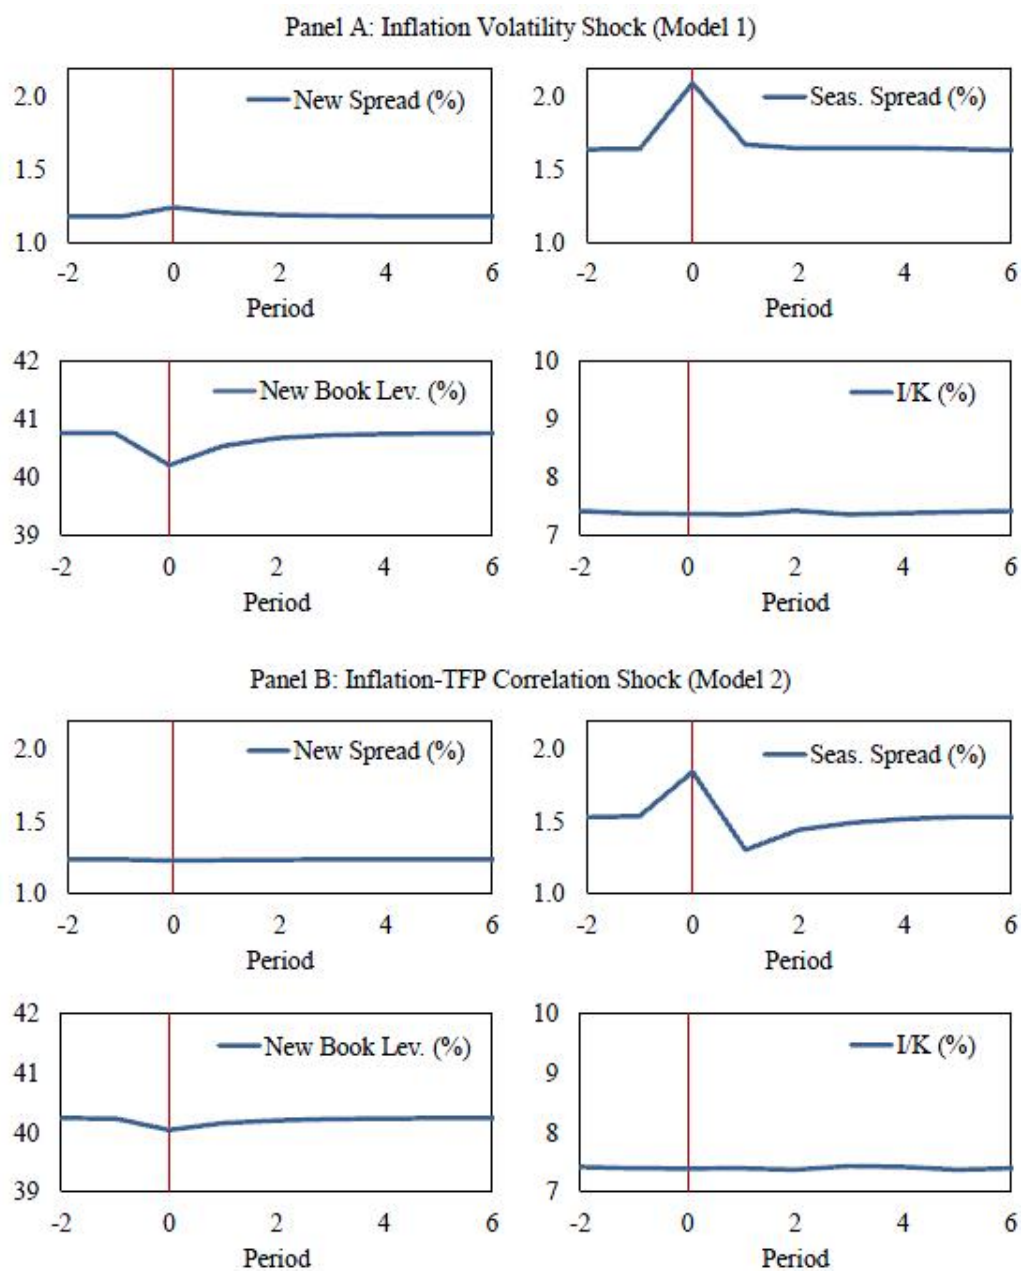 Panel A: Inflation Volatility Shock (Model 1)
New Spread (%)
2.0
1.5
1.0
-2 0 2 4 6
Period
Seas. Spread (%)
2.0
1.5
1.0
-2 0 2 4 6
Period
New Book Lev. (%)
42
41
40
39
-2 0 2 4 6
Period
I/K (%)
10
9
8
7
-2 0 2 4 6
Period
Panel B: Inflation-TFP Correlation Shock (Model 2)
New Spread (%)
2.0
1.5
1.0
-2 0 2 4 6
Period
Seas. Spread (%)
2.0
1.5
1.0
-2 0 2 4 6
Period
New Book Lev. (%)
42
41
40
39
-2 0 2 4 6
Period
I/K (%)
10
9
8
7
-2 0 2 4 6
Period